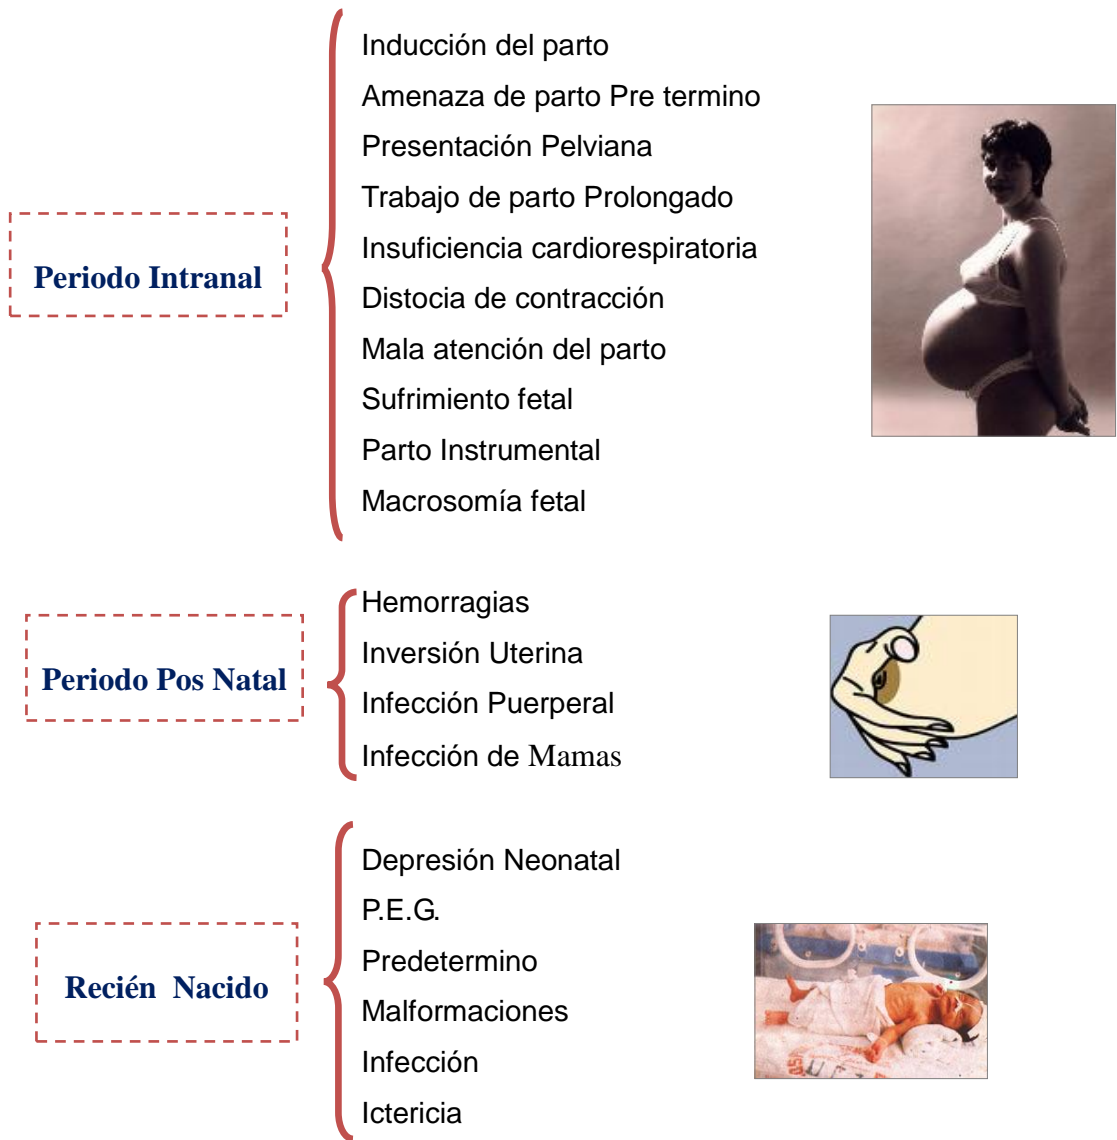 Periodo Intranal
Inducción del parto
Amenaza de parto Pre termino
Presentación Pelviana
Trabajo de parto Prolongado
Insuficiencia cardiorespiratoria
Distocia de contracción
Mala atención del parto
Sufrimiento fetal
Parto Instrumental
Macrosomía fetal
Periodo Pos Natal
Hemorragias
Inversión Uterina
Infección Puerperal
Infección de Mamas
Recién Nacido
Depresión Neonatal
P.E.G.
Predetermino
Malformaciones
Infección
Ictericia